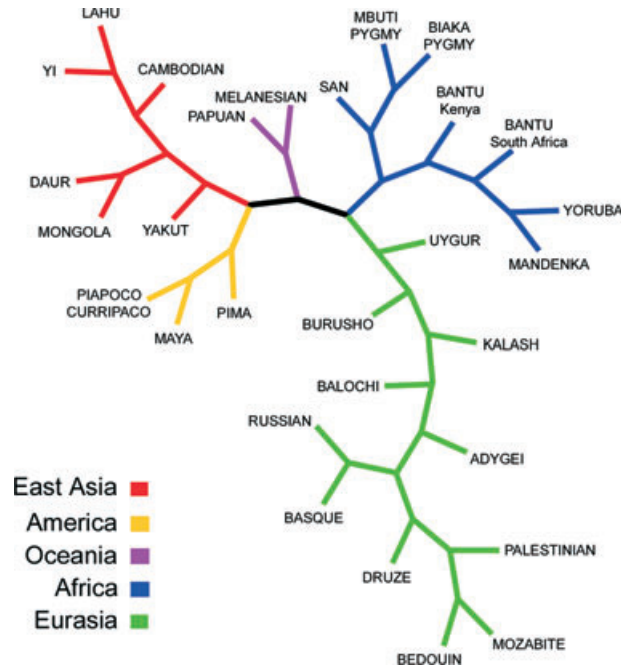 LAHU
YI
CAMBODIAN
DAUR
MONGOLA
YAKUT
MELANESIAN
PAPUAN
MBUTI
PYGMY
BIAKA
PYGMY
SAN
BANTU
Kenya
BANTU
South Africa
YORUBA
MANDENKA
PIAPOCO
CURRIPACO
MAYA
PIMA
UYGUR
BURUSHO
KALASH
BALOCHI
RUSSIAN
ADYGEI
BASQUE
DRUZE
PALESTINIAN
BEDOUIN
MOZABITE
East Asia
America
Oceania
Africa
Eurasia